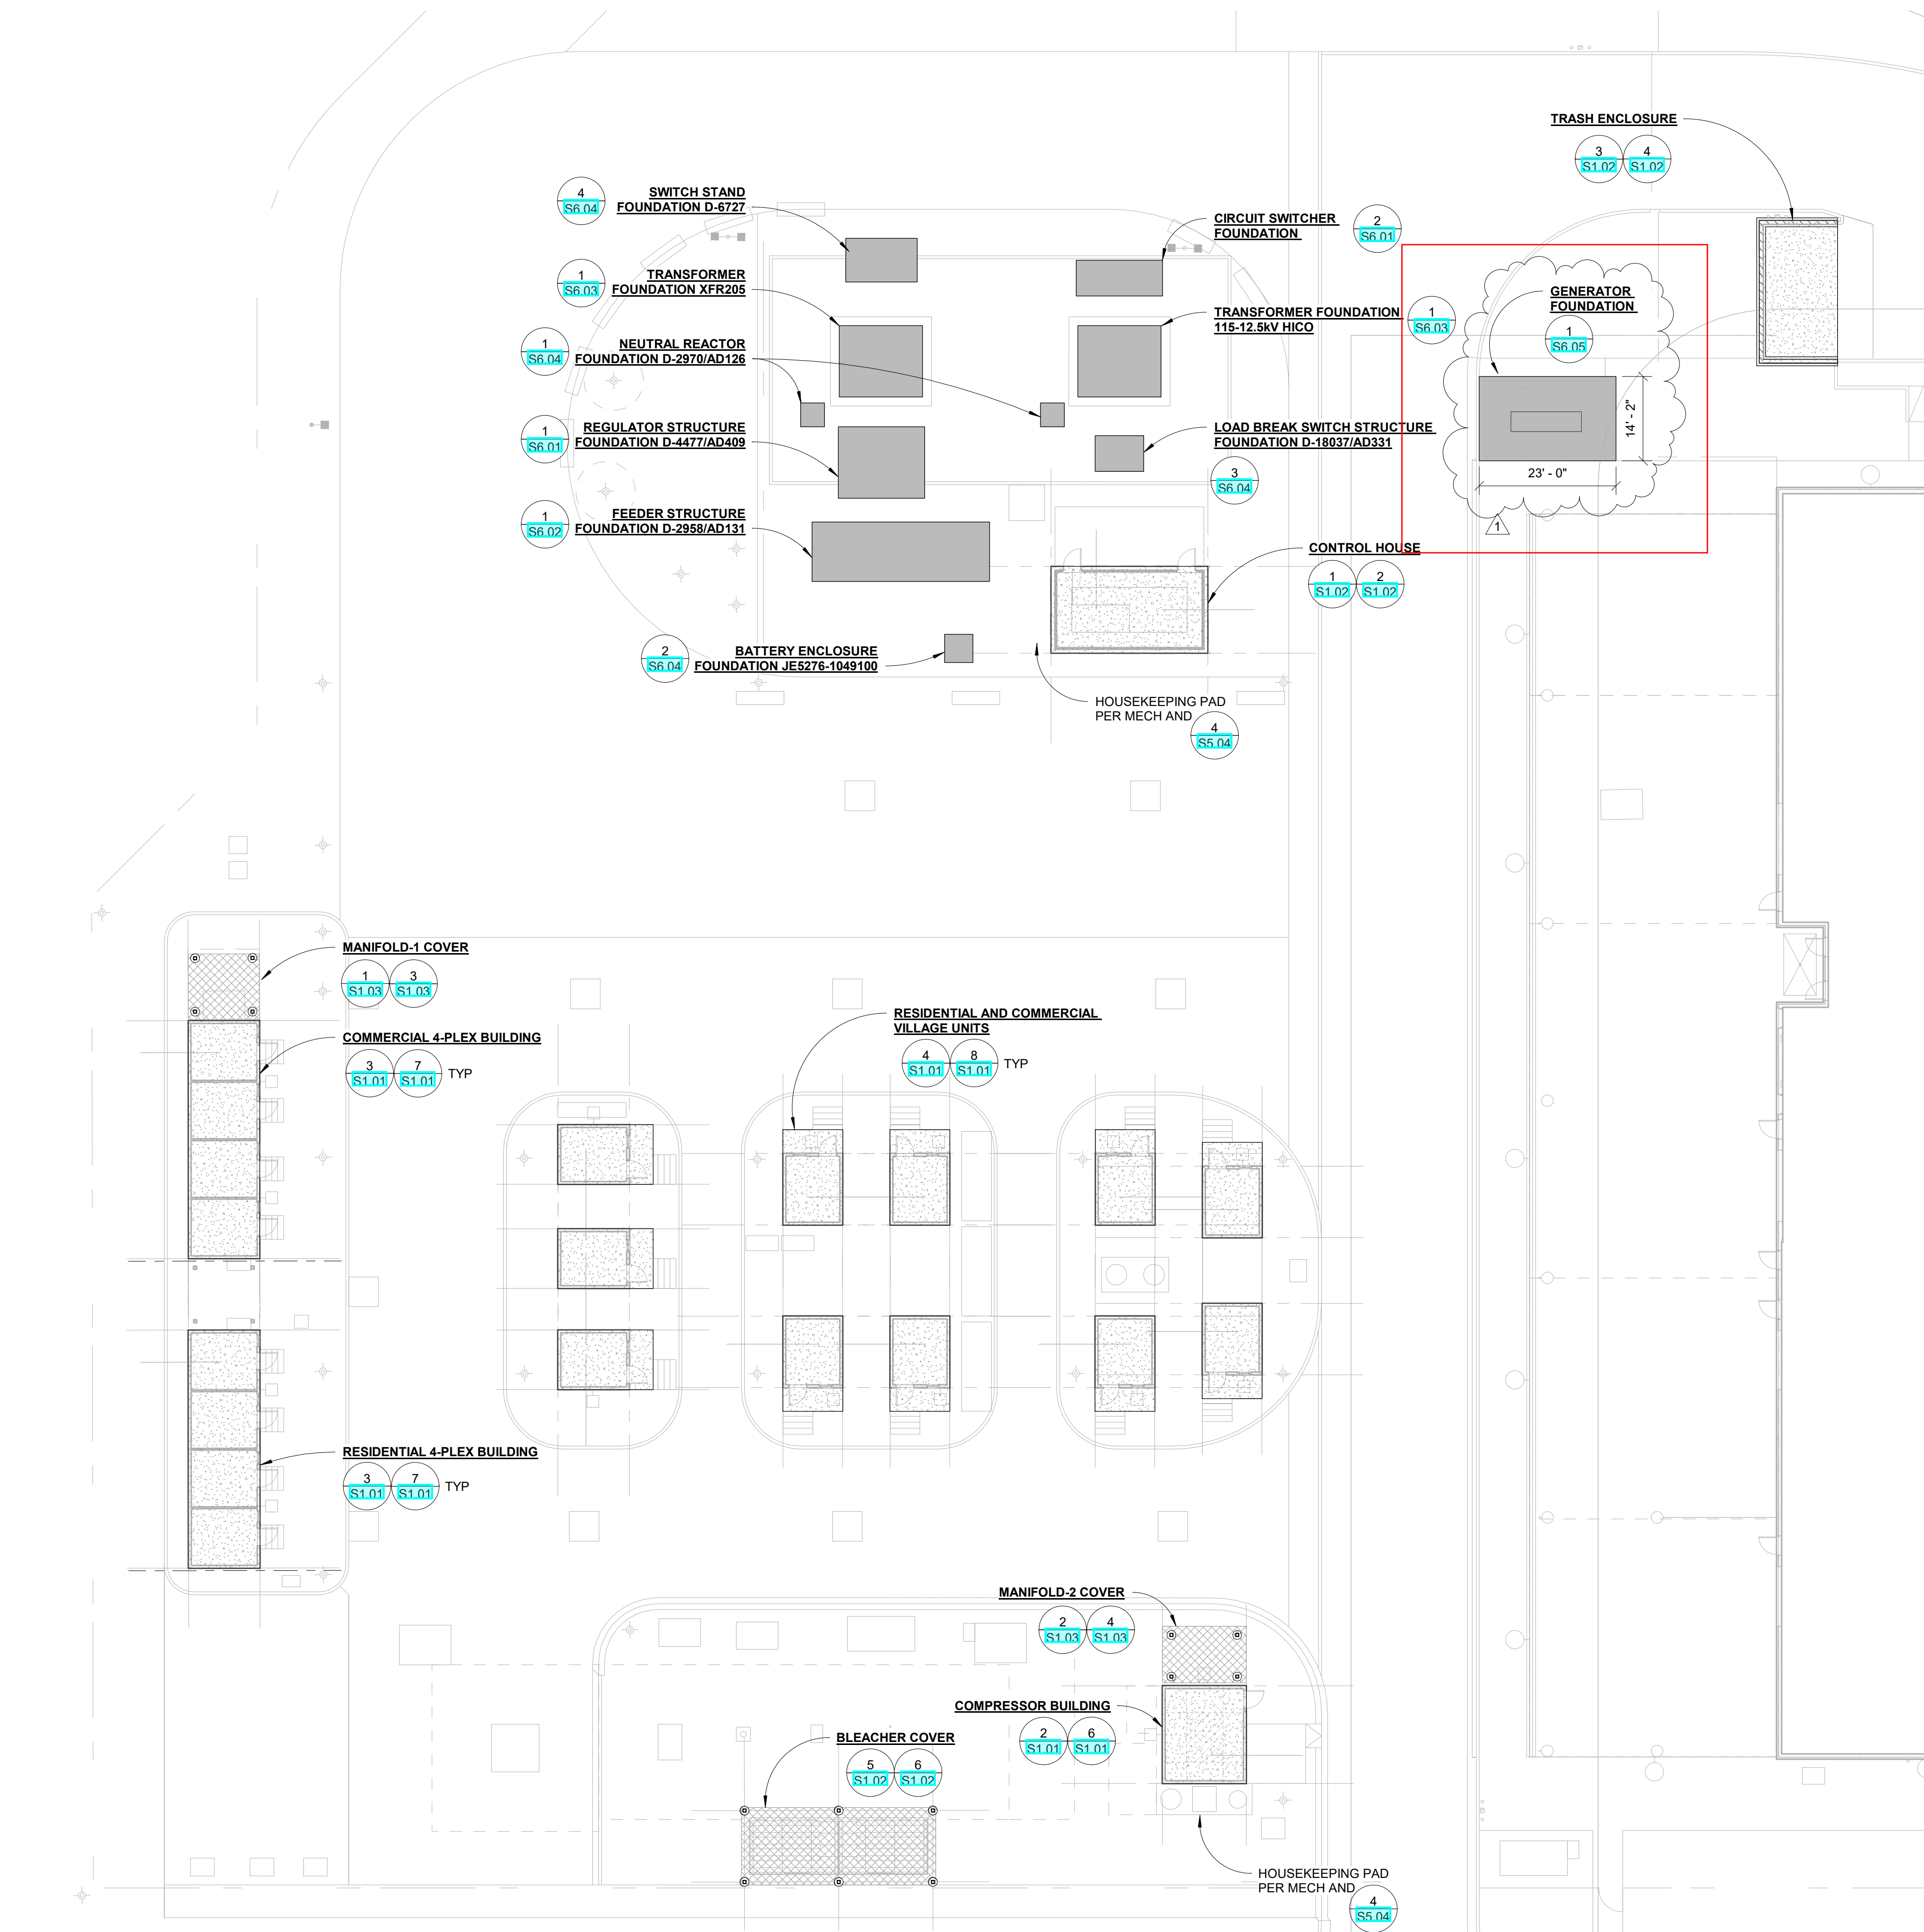 TRASH ENCLOSURE
3
S1.02
4
S1.02
4
S6.04
SWITCH STAND
FOUNDATION D-6727
CIRCUIT SWITCHER
FOUNDATION
2
S6.01
1
S6.03
TRANSFORMER
FOUNDATION XFR205
GENERATOR
FOUNDATION
1
S6.05
TRANSFORMER FOUNDATION
115-12.5kV HICO
1
S6.03
1
S6.04
NEUTRAL REACTOR
FOUNDATION D-2970/AD126
14' - 2"
23' - 0"
1
1
S6.01
REGULATOR STRUCTURE
FOUNDATION D-4477/AD409
LOAD BREAK SWITCH STRUCTURE
FOUNDATION D-18037/AD331
3
S6.04
1
S6.02
FEEDER STRUCTURE
FOUNDATION D-2958/AD131
CONTROL HOUSE
1
S1.02
2
S1.02
2
S6.04
BATTERY ENCLOSURE
FOUNDATION JE5276-1049100
HOUSEKEEPING PAD
PER MECH AND
4
S5.04
MANIFOLD-1 COVER
1
S1.03
3
S1.03
RESIDENTIAL AND COMMERCIAL
VILLAGE UNITS
4
S1.01
8
S1.01
TYP
COMMERCIAL 4-PLEX BUILDING
3
S1.01
7
S1.01
TYP
RESIDENTIAL 4-PLEX BUILDING
3
S1.01
7
S1.01
TYP
MANIFOLD-2 COVER
2
S1.03
4
S1.03
COMPRESSOR BUILDING
2
S1.01
6
S1.01
BLEACHER COVER
5
S1.02
6
S1.02
HOUSEKEEPING PAD
PER MECH AND
4
S5.04